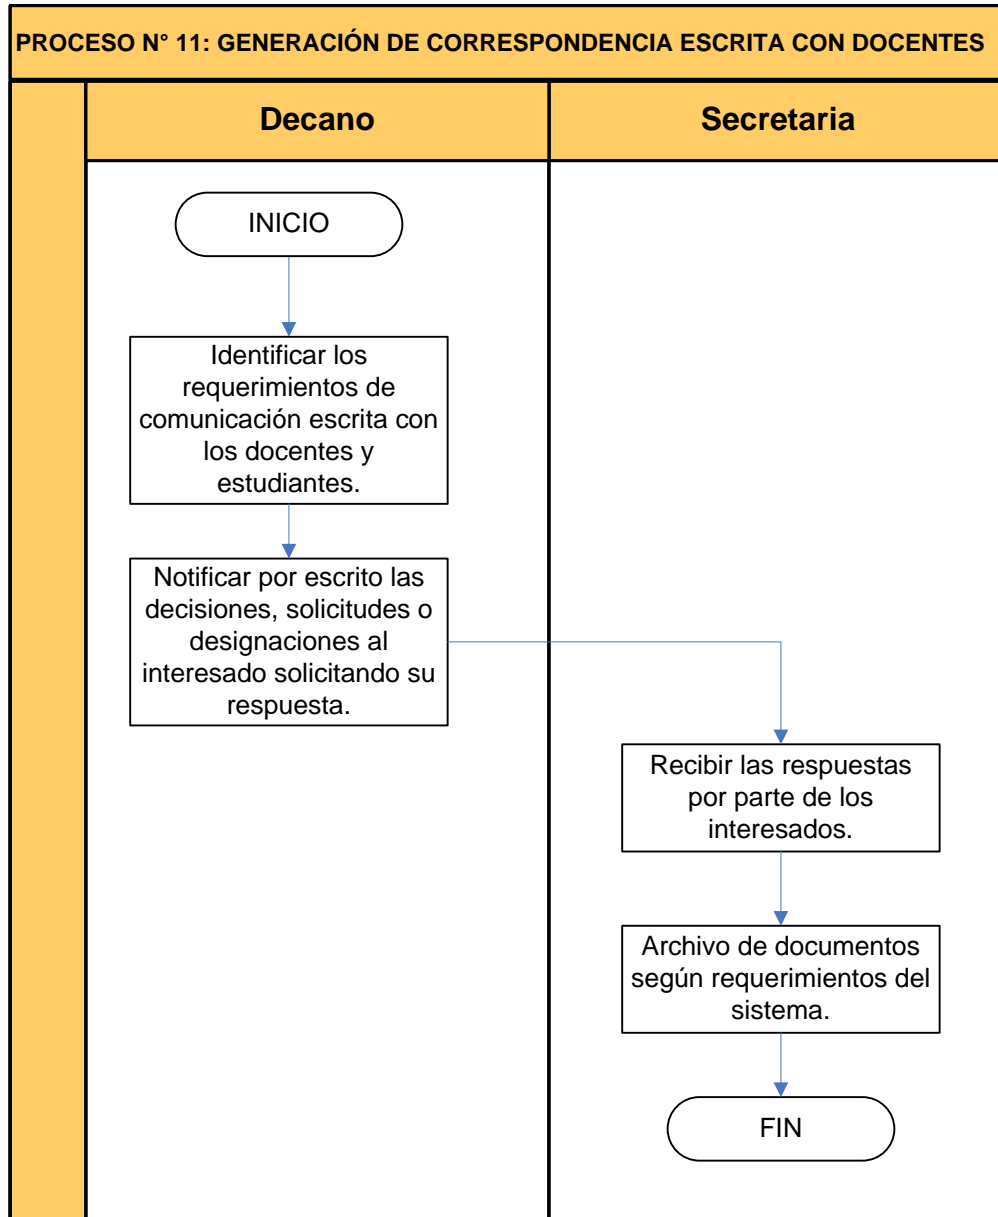 PROCESO N° 11: GENERACIÓN DE CORRESPONDENCIA ESCRITA CON DOCENTES
Decano
Secretaria
INICIO
Identificar los
requerimientos de
comunicación escrita con
los docentes y
estudiantes.
Notificar por escrito las
decisiones, solicitudes o
designaciones al
interesado solicitando su
respuesta.
Recibir las respuestas
por parte de los
interesados.
Archivo de documentos
según requerimientos del
sistema.
FIN